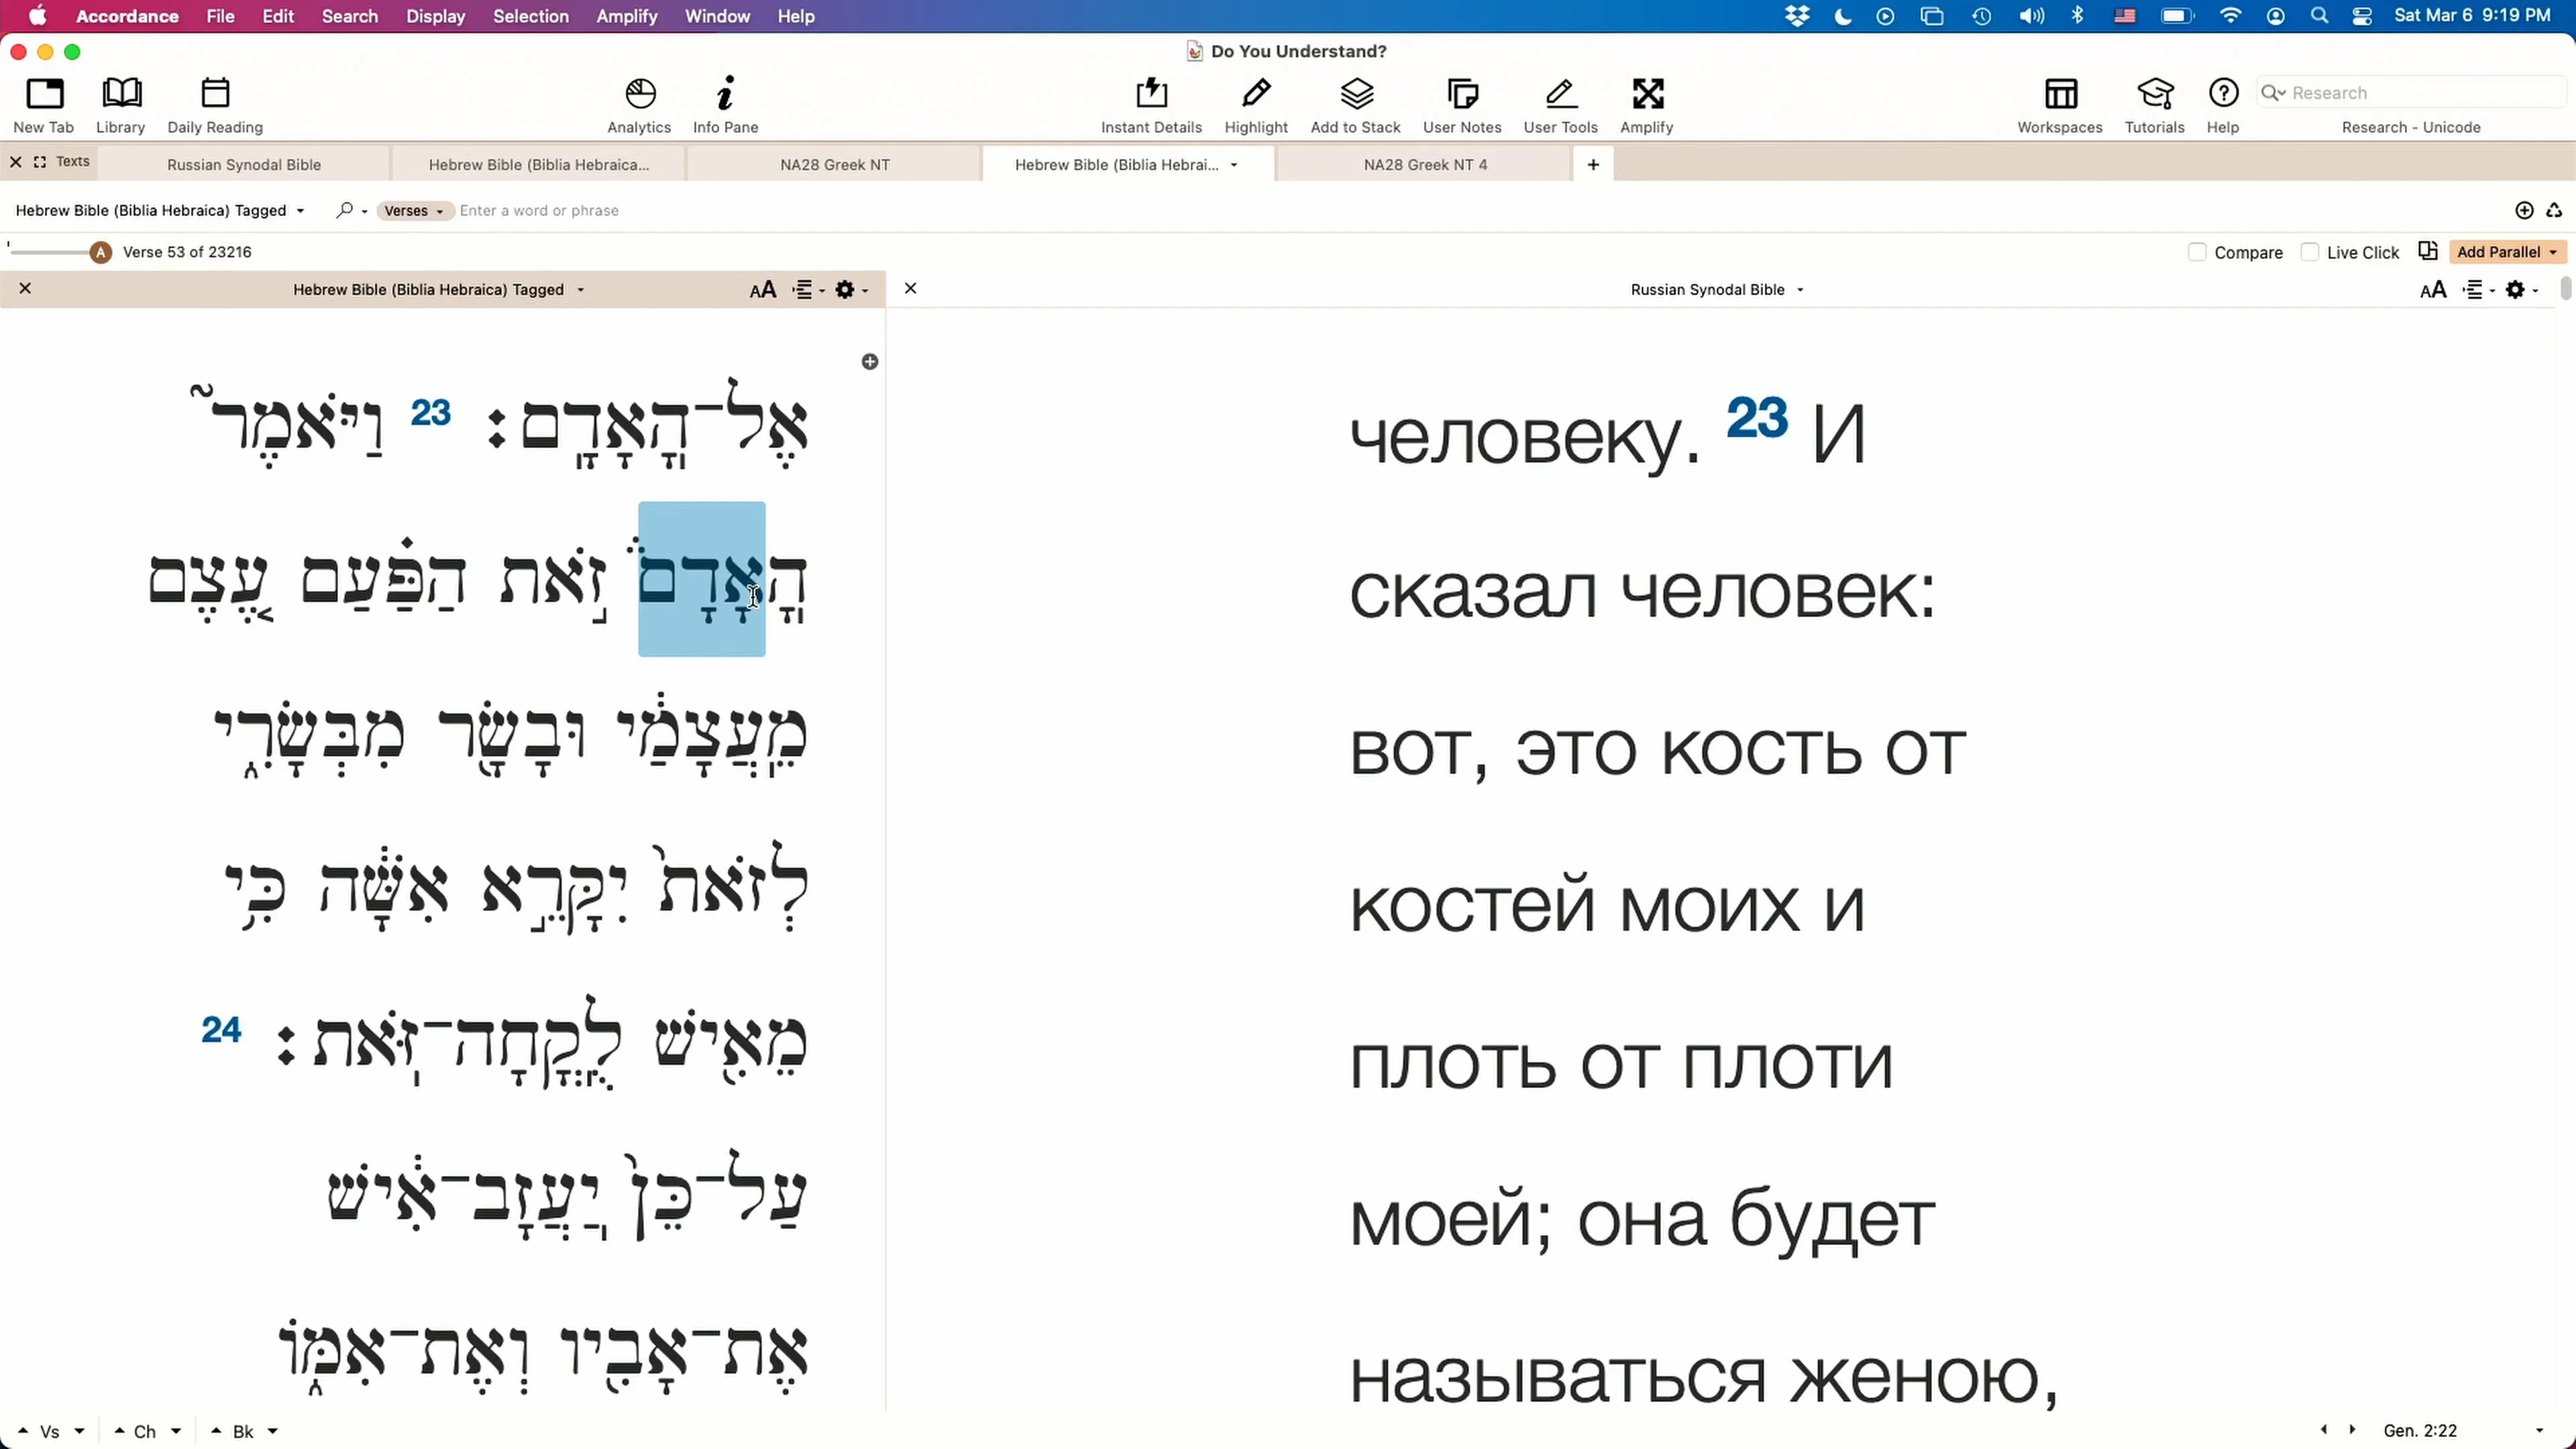 Accordance File Edit Search Display Selection Amplify Window Help Sat Mar 6 9:19 PM
Do You Understand?
New Tab Library Daily Reading Analytics Info Pane Instant Details Highlight Add to Stack User Notes User Tools Amplify Workspaces Tutorials Help Research
Research - Unicode
Texts Russian Synodal Bible Hebrew Bible (Biblia Hebraica... NA28 Greek NT Hebrew Bible (Biblia Hebrai... NA28 Greek NT 4 +
Hebrew Bible (Biblia Hebraica) Tagged Verses Enter a word or phrase
A Verse 53 of 23216 Compare Live Click Add Parallel
Hebrew Bible (Biblia Hebraica) Tagged AA
אֶל־הָֽאָדָֽם׃ 23 וַיֹּאמֶר֮
הָֽאָדָם֒ זֹ֣את הַפַּ֗עַם עֶ֚צֶם
מֵֽעֲצָמַ֔י וּבָשָׂ֖ר מִבְּשָׂרִ֑י
לְזֹאת֙ יִקָּרֵ֣א אִשָּׁ֔ה כִּ֥י
מֵאִ֖ישׁ לֻֽקֳחָה־זֹּֽאת׃ 24
עַל־כֵּן֙ יַֽעֲזָב־אִ֔ישׁ
אֶת־אָבִ֖יו וְאֶת־אִמּ֑וֹ
Russian Synodal Bible AA
человеку. 23 И
сказал человек:
вот, это кость от
костей моих и
плоть от плоти
моей; она будет
называться женою,
Vs Ch Bk Gen. 2:22